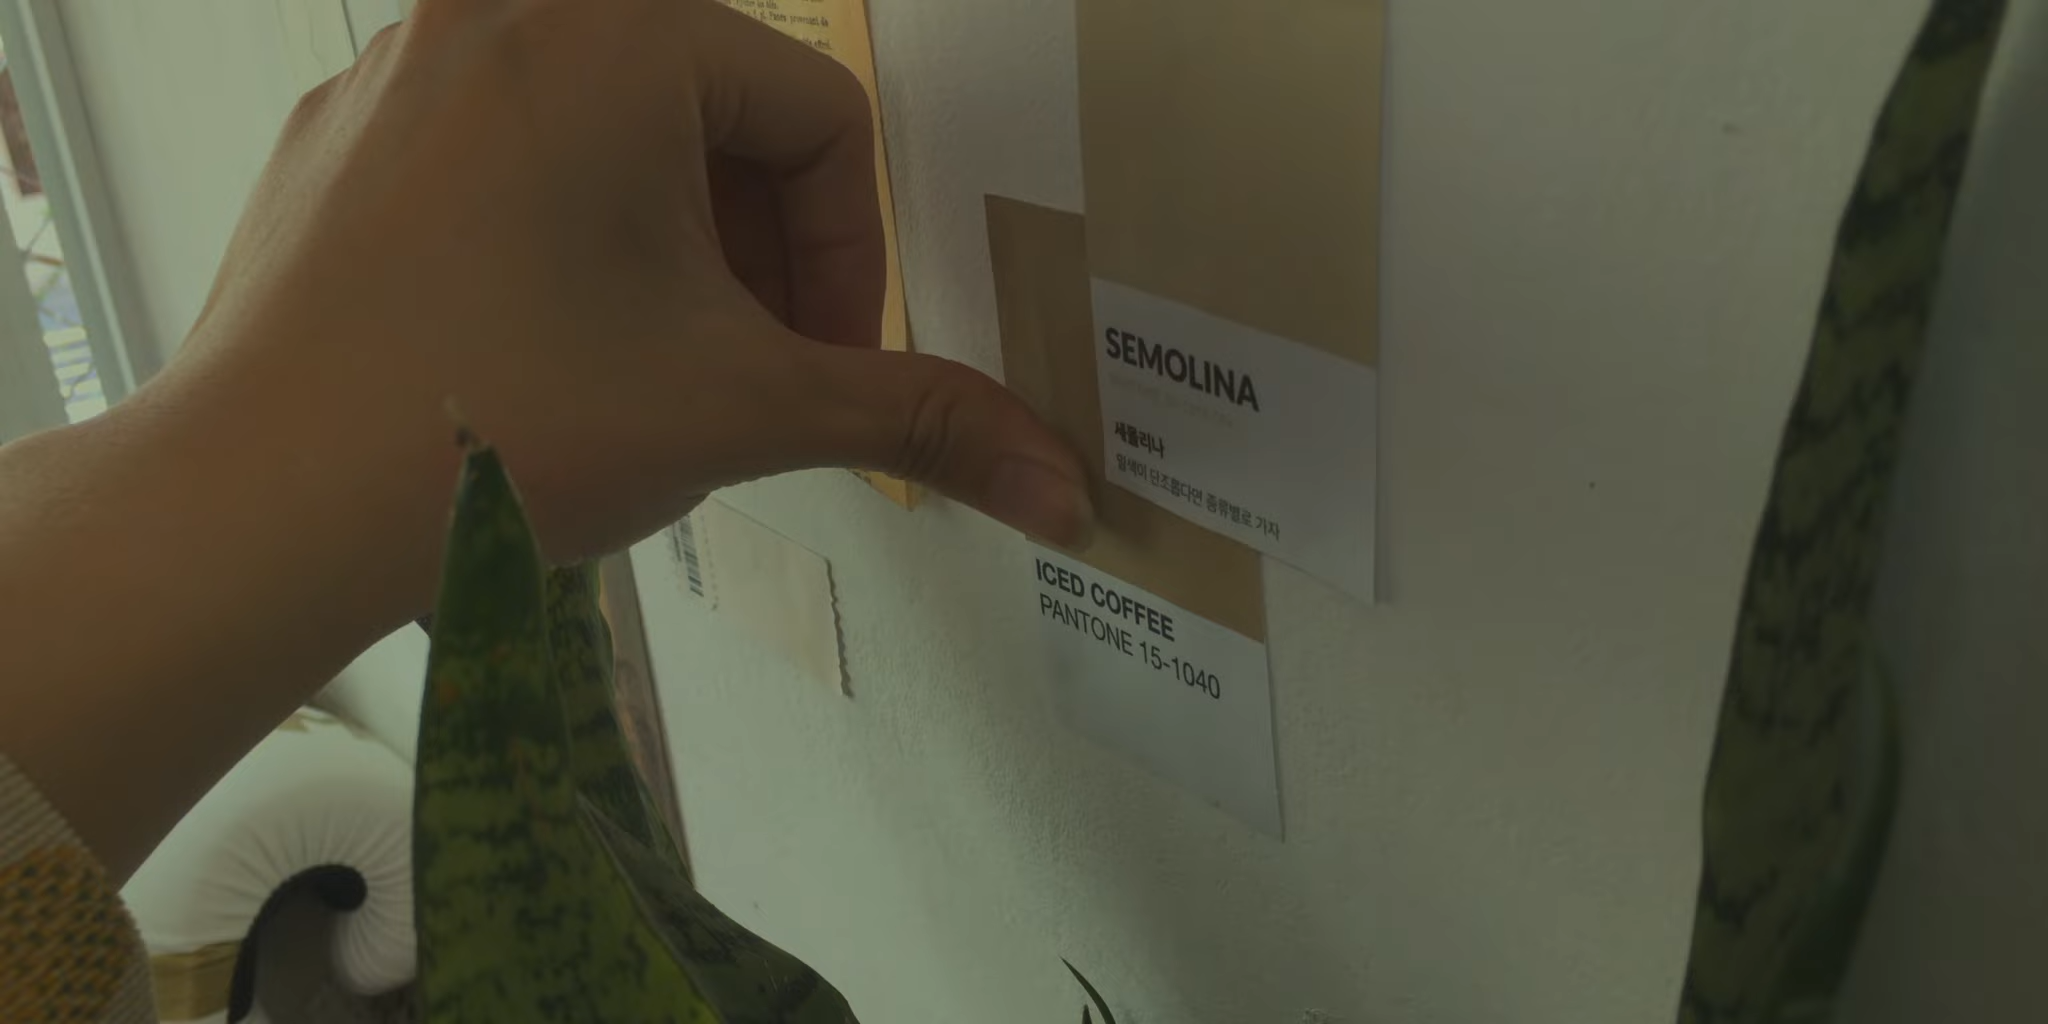 SEMOLINA
세몰리나
밀색이 단조롭다면 종류별로 가자
ICED COFFEE
PANTONE 15-1040